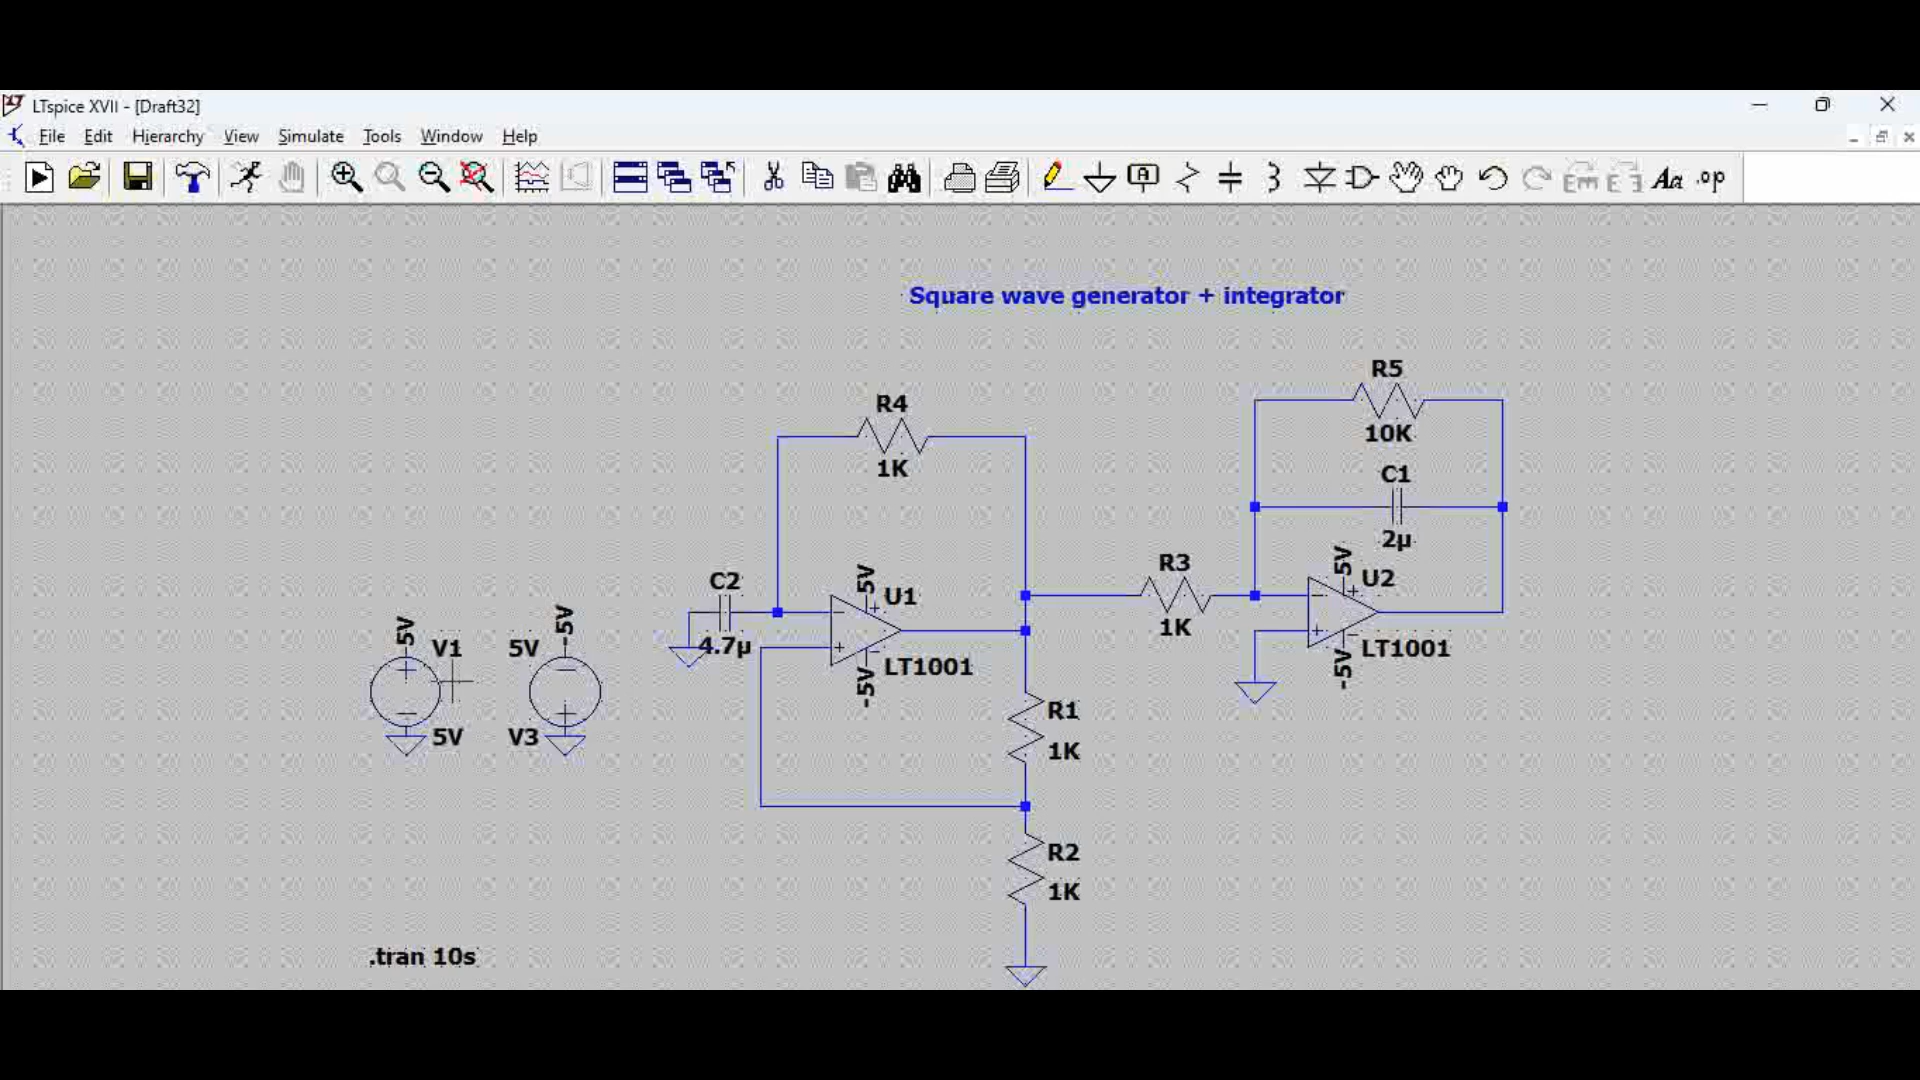 LTspice XVII - [Draft32]
File Edit Hierarchy View Simulate Tools Window Help
Aa .op
Square wave generator + integrator
R5
10K
R4
1K
C1
2µ
5V
U2
LT1001
-5V
R3
1K
C2
4.7µ
5V
U1
LT1001
-5V
5V
V1
5V
-5V
5V
V3
R1
1K
R2
1K
.tran 10s